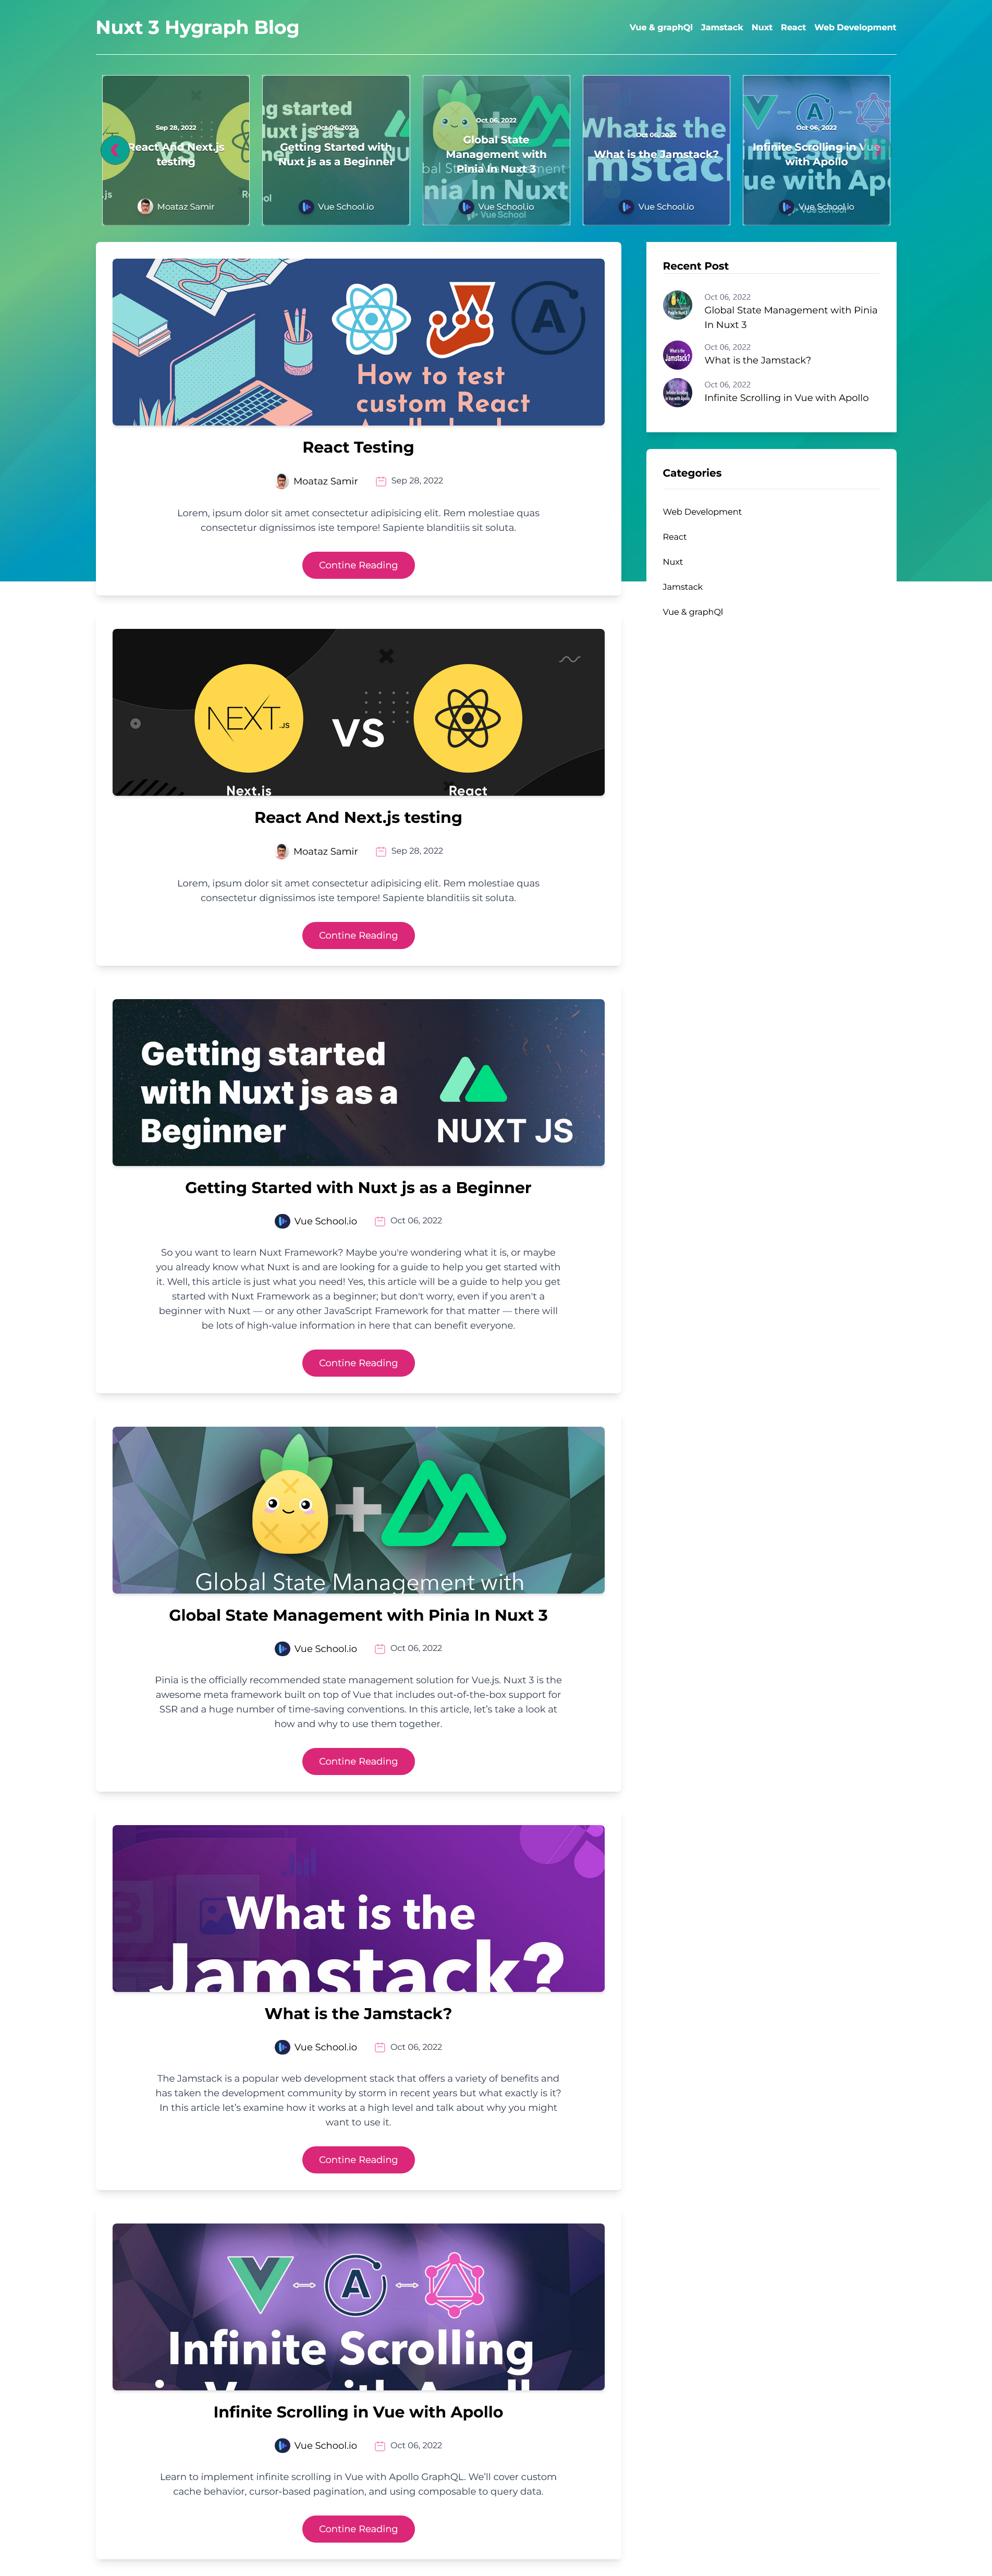 Nuxt 3 Hygraph Blog
Vue & graphQl Jamstack Nuxt React Web Development
Sep 28, 2022
React And Next.js
testing
Moataz Samir
Oct 06, 2022
Getting Started with
Nuxt js as a Beginner
Vue School.io
Oct 06, 2022
Global State
Management with
Pinia In Nuxt 3
Vue School.io
Oct 06, 2022
What is the Jamstack?
Vue School.io
Oct 06, 2022
Infinite Scrolling in Vue
with Apollo
Vue School.io
How to test
custom React
React Testing
Moataz Samir
Sep 28, 2022
Lorem, ipsum dolor sit amet consectetur adipisicing elit. Rem molestiae quas
consectetur dignissimos iste tempore! Sapiente blanditiis sit soluta.
Contine Reading
NEXT.JS
VS
Next.js
React
React And Next.js testing
Moataz Samir
Sep 28, 2022
Lorem, ipsum dolor sit amet consectetur adipisicing elit. Rem molestiae quas
consectetur dignissimos iste tempore! Sapiente blanditiis sit soluta.
Contine Reading
Getting started
with Nuxt js as a
Beginner
NUXT JS
Getting Started with Nuxt js as a Beginner
Vue School.io
Oct 06, 2022
So you want to learn Nuxt Framework? Maybe you're wondering what it is, or maybe
you already know what Nuxt is and are looking for a guide to help you get started with
it. Well, this article is just what you need! Yes, this article will be a guide to help you get
started with Nuxt Framework as a beginner; but don't worry, even if you aren't a
beginner with Nuxt — or any other JavaScript Framework for that matter — there will
be lots of high-value information in here that can benefit everyone.
Contine Reading
Global State Management with
Global State Management with Pinia In Nuxt 3
Vue School.io
Oct 06, 2022
Pinia is the officially recommended state management solution for Vue.js. Nuxt 3 is the
awesome meta framework built on top of Vue that includes out-of-the-box support for
SSR and a huge number of time-saving conventions. In this article, let's take a look at
how and why to use them together.
Contine Reading
What is the
Jamstack?
What is the Jamstack?
Vue School.io
Oct 06, 2022
The Jamstack is a popular web development stack that offers a variety of benefits and
has taken the development community by storm in recent years but what exactly is it?
In this article let's examine how it works at a high level and talk about why you might
want to use it.
Contine Reading
Infinite Scrolling
Infinite Scrolling in Vue with Apollo
Vue School.io
Oct 06, 2022
Learn to implement infinite scrolling in Vue with Apollo GraphQL. We'll cover custom
cache behavior, cursor-based pagination, and using composable to query data.
Contine Reading
Recent Post
Oct 06, 2022
Global State Management with Pinia
In Nuxt 3
Oct 06, 2022
What is the Jamstack?
Oct 06, 2022
Infinite Scrolling in Vue with Apollo
Categories
Web Development
React
Nuxt
Jamstack
Vue & graphQl